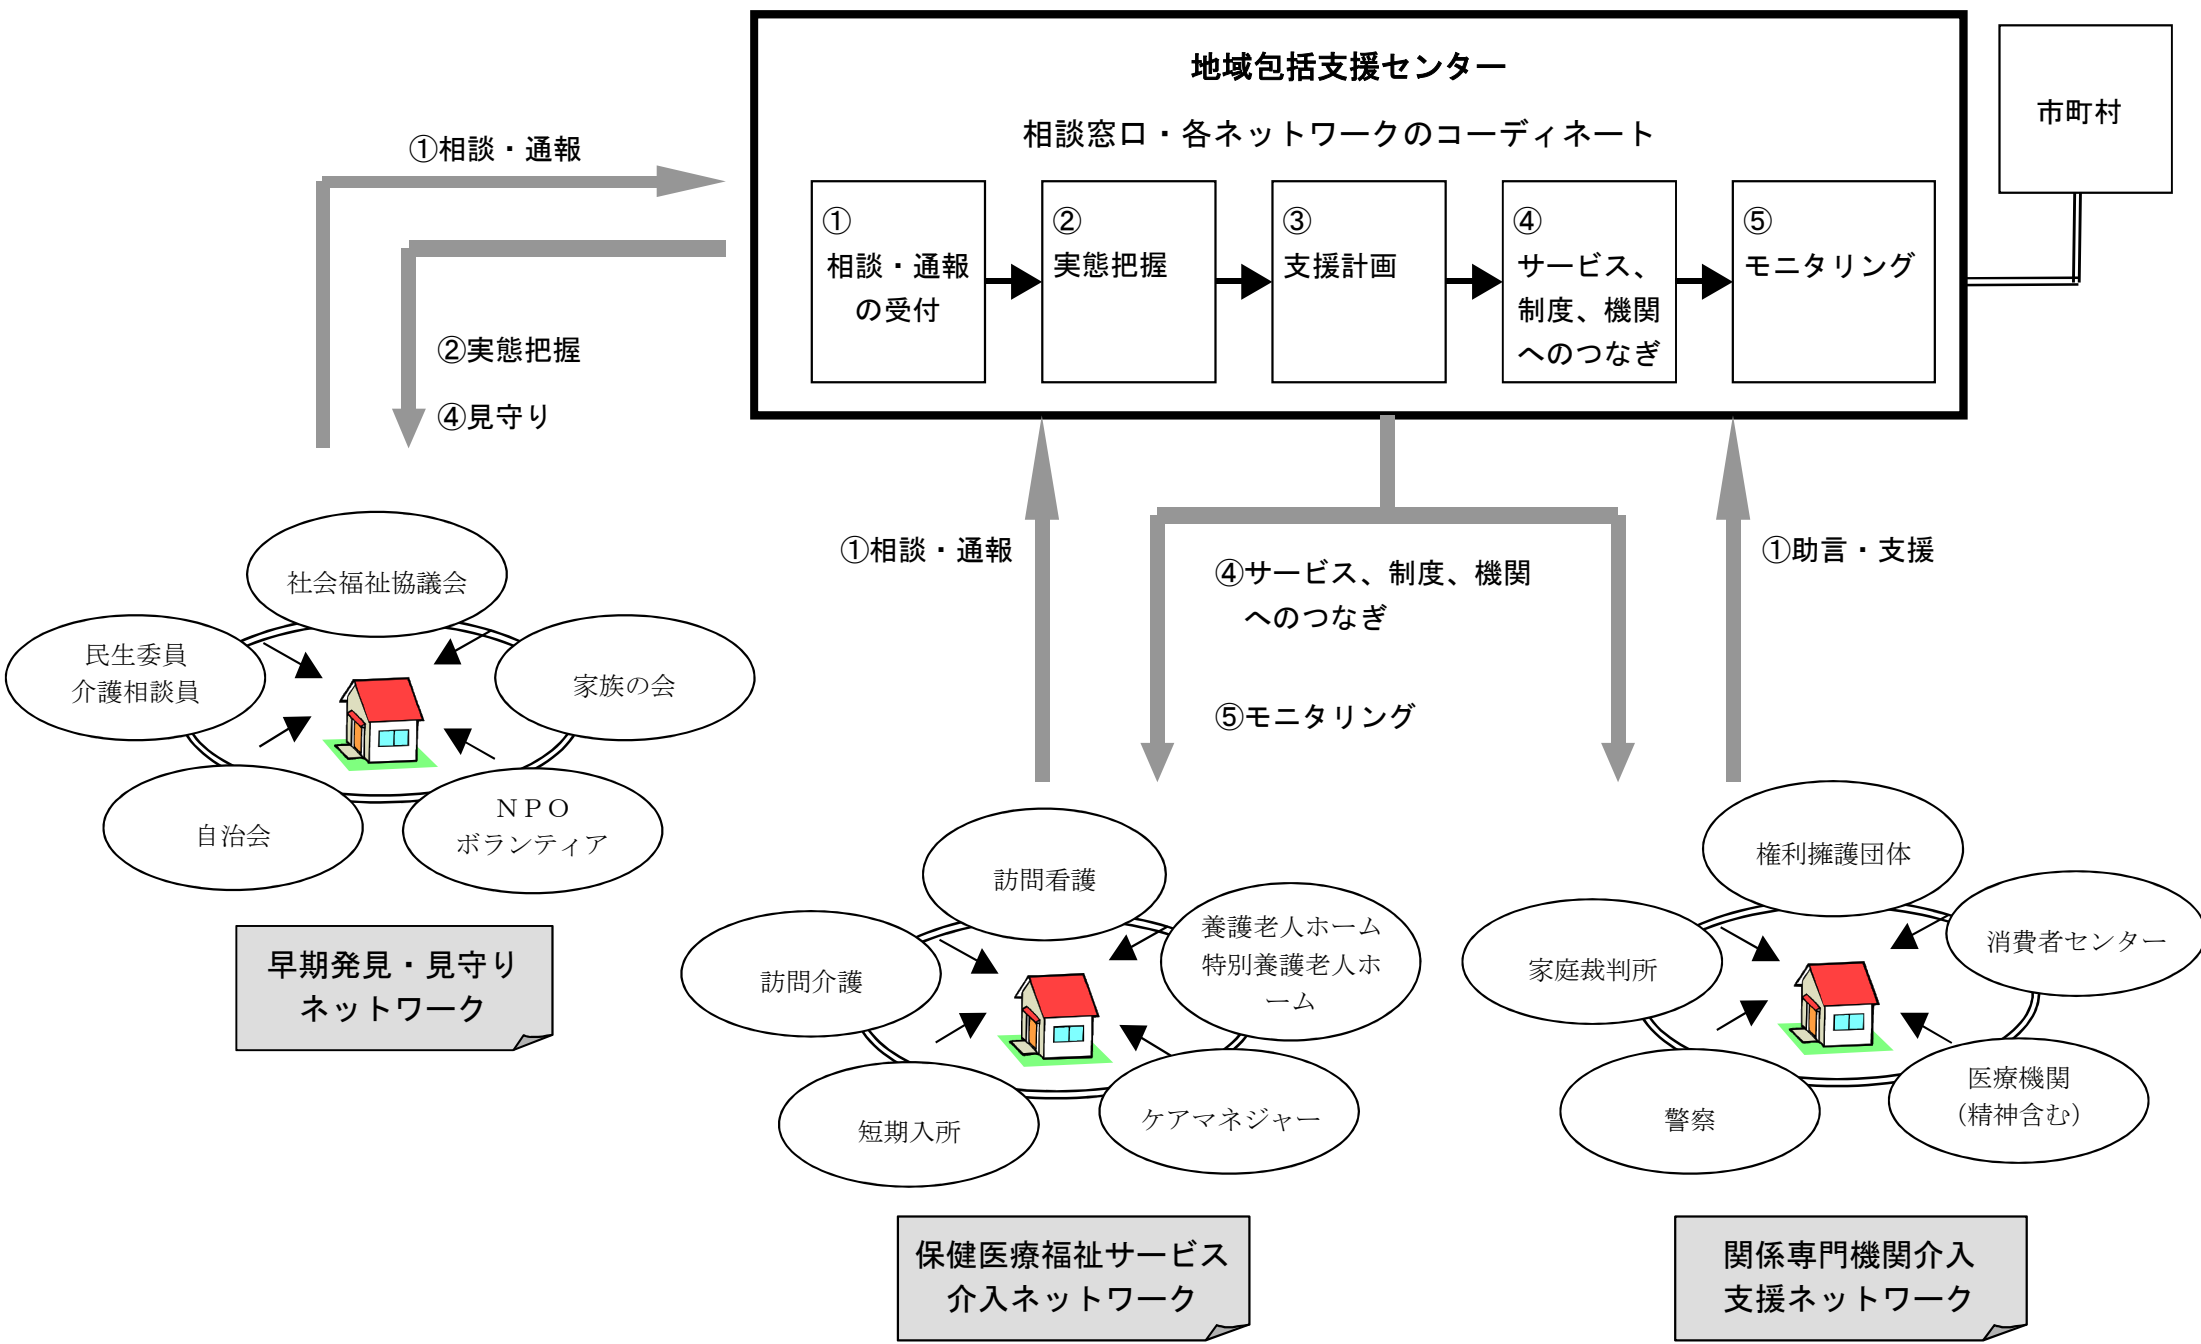 地域包括支援センター
相談窓口・各ネットワークのコーディネート
市町村
①
相談・通報
の受付
②
実態把握
③
支援計画
④
サービス、
制度、機関
へのつなぎ
⑤
モニタリング
①相談・通報
②実態把握
④見守り
①相談・通報
④サービス、制度、機関
へのつなぎ
⑤モニタリング
①助言・支援
社会福祉協議会
民生委員
介護相談員
家族の会
自治会
ＮＰＯ
ボランティア
早期発見・見守り
ネットワーク
訪問看護
訪問介護
養護老人ホーム
特別養護老人ホ
ーム
短期入所
ケアマネジャー
保健医療福祉サービス
介入ネットワーク
権利擁護団体
家庭裁判所
消費者センター
警察
医療機関
（精神含む）
関係専門機関介入
支援ネットワーク